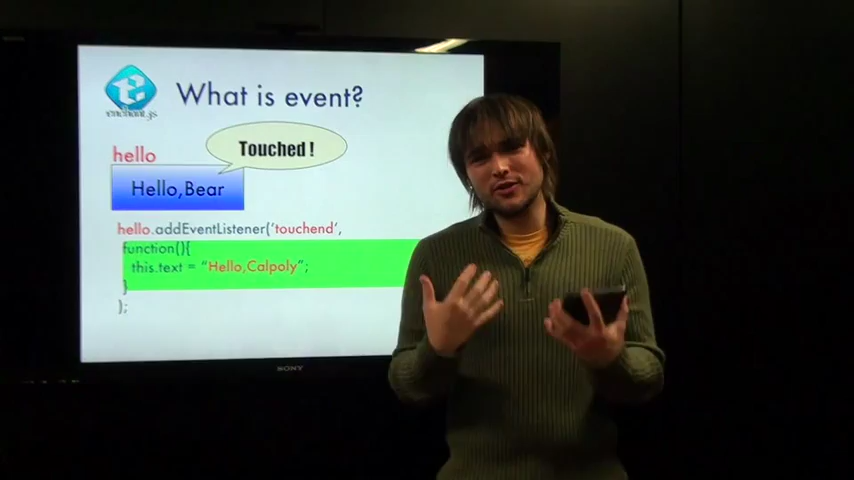 What is event?
enchant.js
Touched !
hello
Hello,Bear
hello.addEventListener('touchend',
function(){
this.text = "Hello,Calpoly";
}
);
SONY